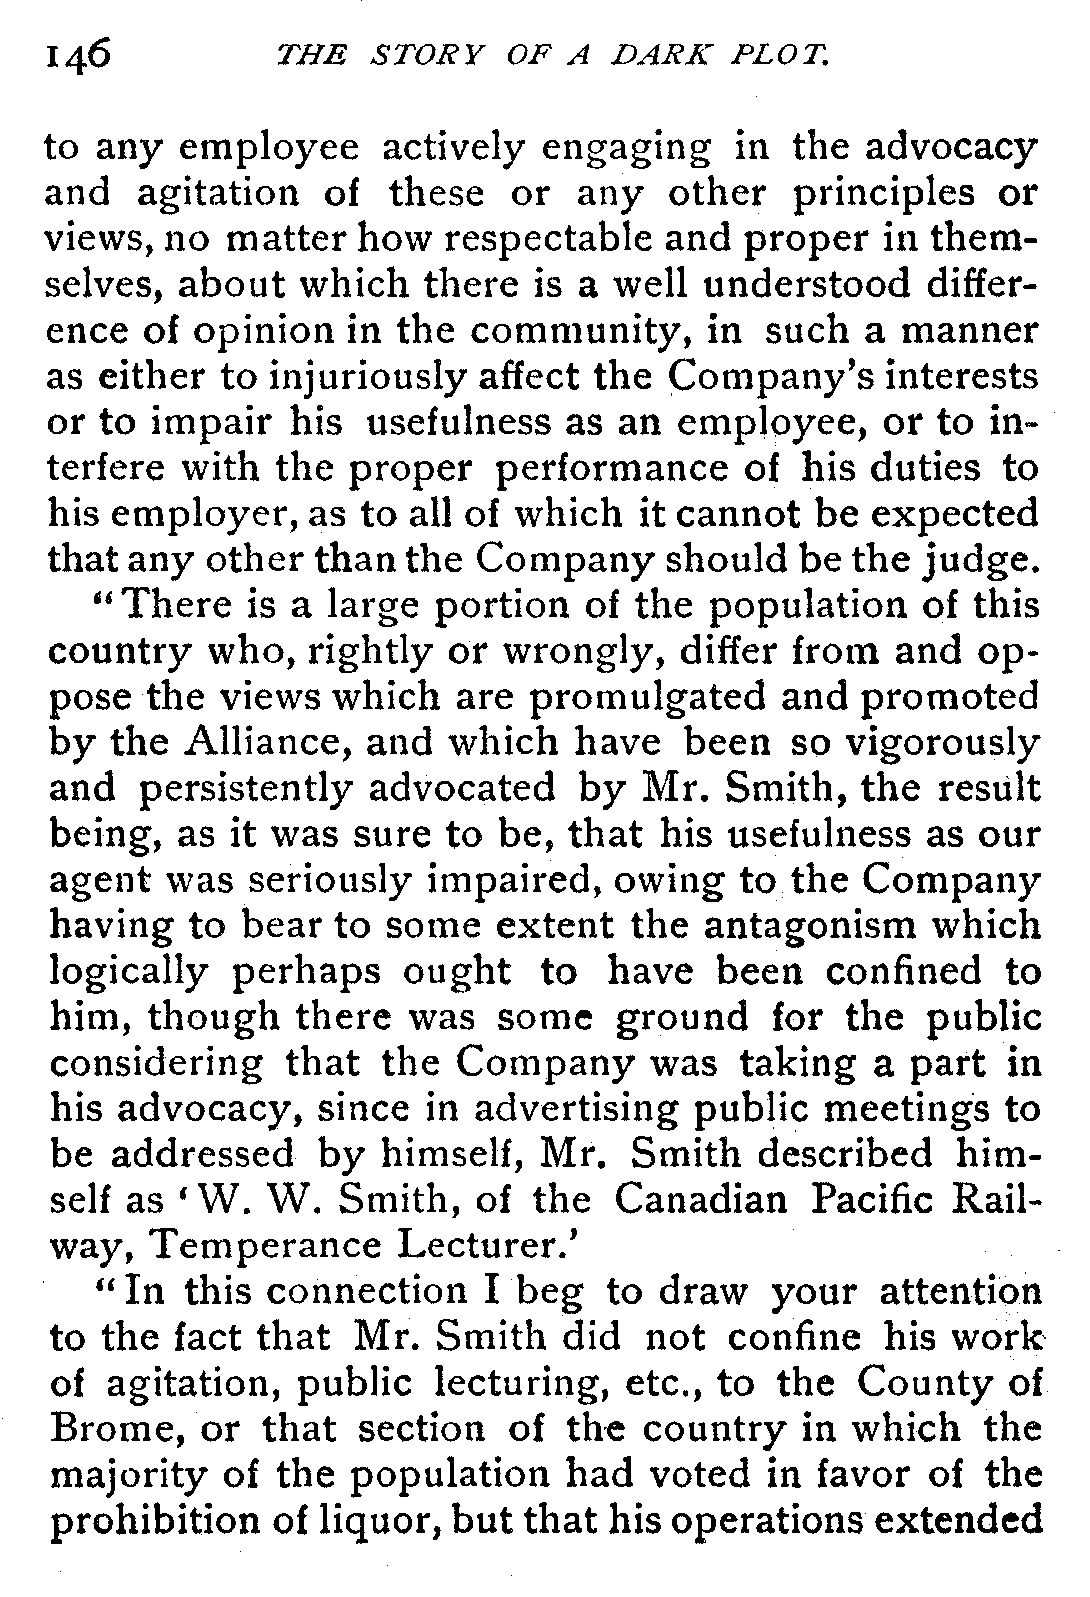 146 THE STORY OF A DARK PLOT.
to any employee actively engaging in the advocacy
and agitation of these or any other principles or
views, no matter how respectable and proper in them-
selves, about which there is a well understood differ-
ence of opinion in the community, in such a manner
as either to injuriously affect the Company's interests
or to impair his usefulness as an employee, or to in-
terfere with the proper performance of his duties to
his employer, as to all of which it cannot be expected
that any other than the Company should be the judge.
"There is a large portion of the population of this
country who, rightly or wrongly, differ from and op-
pose the views which are promulgated and promoted
by the Alliance, and which have been so vigorously
and persistently advocated by Mr. Smith, the result
being, as it was sure to be, that his usefulness as our
agent was seriously impaired, owing to the Company
having to bear to some extent the antagonism which
logically perhaps ought to have been confined to
him, though there was some ground for the public
considering that the Company was taking a part in
his advocacy, since in advertising public meetings to
be addressed by himself, Mr. Smith described him-
self as 'W. W. Smith, of the Canadian Pacific Rail-
way, Temperance Lecturer.'
"In this connection I beg to draw your attention
to the fact that Mr. Smith did not confine his work
of agitation, public lecturing, etc., to the County of
Brome, or that section of the country in which the
majority of the population had voted in favor of the
prohibition of liquor, but that his operations extended